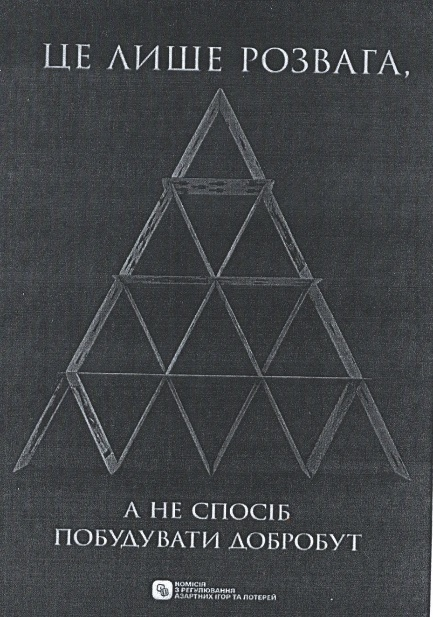 ЦЕ ЛИШЕ РОЗВАГА,
А НЕ СПОСІБ
ПОБУДУВАТИ ДОБРОБУТ
КОМІСІЯ
З РЕГУЛЮВАННЯ
АЗАРТНИХ ІГОР ТА ЛОТЕРЕЙ